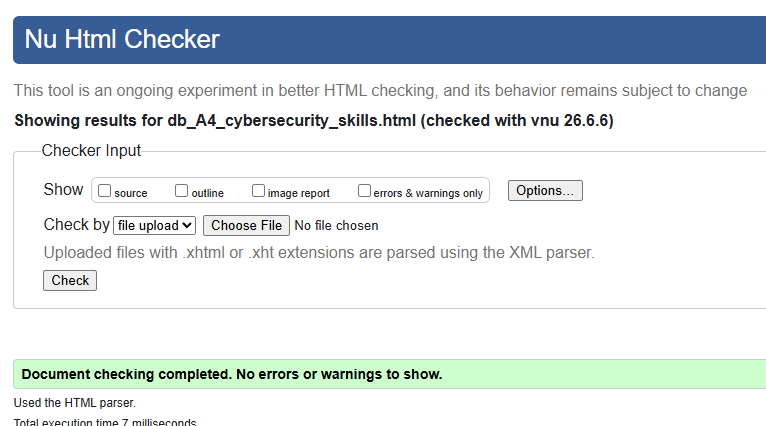 Nu Html Checker
This tool is an ongoing experiment in better HTML checking, and its behavior remains subject to change
Showing results for db_A4_cybersecurity_skills.html (checked with vnu 26.6.6)
Checker Input
Show source outline image report errors & warnings only Options...
Check by file upload Choose File No file chosen
Uploaded files with .xhtml or .xht extensions are parsed using the XML parser.
Check
Document checking completed. No errors or warnings to show.
Used the HTML parser.
Total execution time 7 milliseconds.